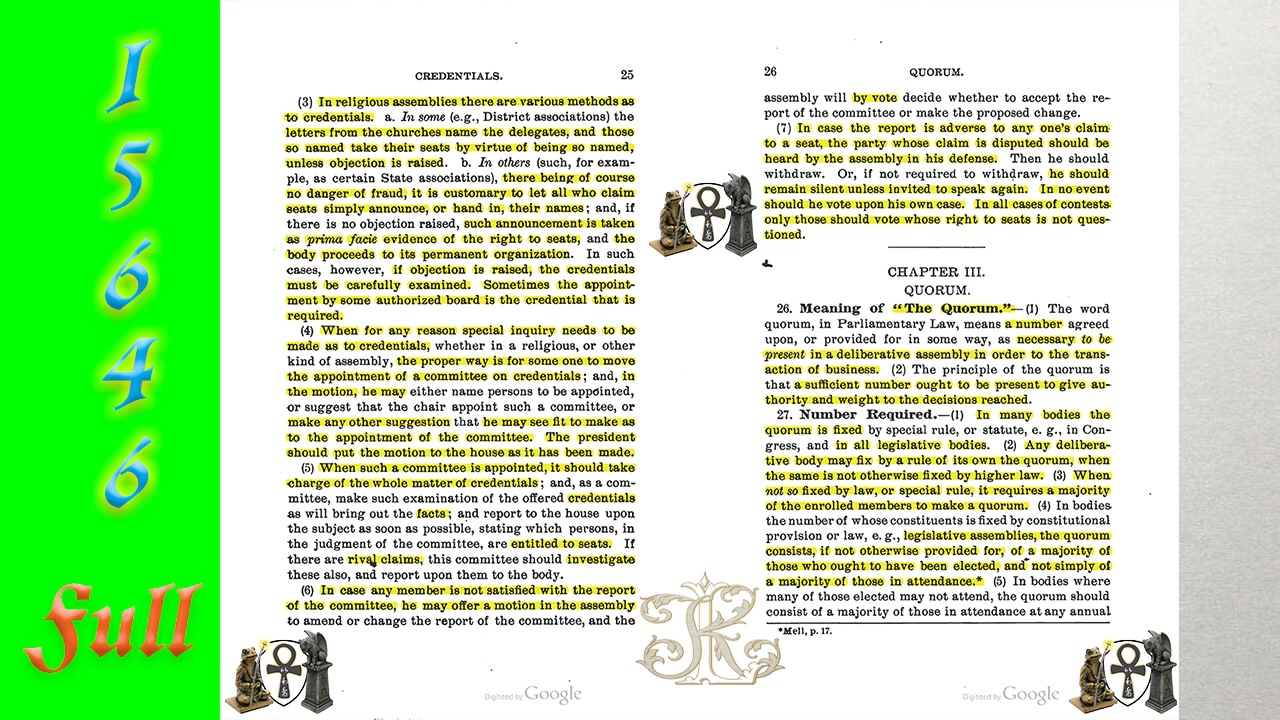 1
5
6
4
6
Full
CREDENTIALS. 25
(3) In religious assemblies there are various methods as
to credentials. a. In some (e.g., District associations) the
letters from the churches name the delegates, and those
so named take their seats by virtue of being so named,
unless objection is raised. b. In others (such, for exam-
ple, as certain State associations), there being of course
no danger of fraud, it is customary to let all who claim
seats simply announce, or hand in, their names; and, if
there is no objection raised, such announcement is taken
as prima facie evidence of the right to seats, and the
body proceeds to its permanent organization. In such
cases, however, if objection is raised, the credentials
must be carefully examined. Sometimes the appoint-
ment by some authorized board is the credential that is
required.
(4) When for any reason special inquiry needs to be
made as to credentials, whether in a religious, or other
kind of assembly, the proper way is for some one to move
the appointment of a committee on credentials; and, in
the motion, he may either name persons to be appointed,
or suggest that the chair appoint such a committee, or
make any other suggestion that he may see fit to make as
to the appointment of the committee. The president
should put the motion to the house as it has been made.
(5) When such a committee is appointed, it should take
charge of the whole matter of credentials; and, as a com-
mittee, make such examination of the offered credentials
as will bring out the facts; and report to the house upon
the subject as soon as possible, stating which persons, in
the judgment of the committee, are entitled to seats. If
there are rival claims, this committee should investigate
these also, and report upon them to the body.
(6) In case any member is not satisfied with the report
of the committee, he may offer a motion in the assembly
to amend or change the report of the committee, and the
Digitized by Google
26 QUORUM.
assembly will by vote decide whether to accept the re-
port of the committee or make the proposed change.
(7) In case the report is adverse to any one's claim
to a seat, the party whose claim is disputed should be
heard by the assembly in his defense. Then he should
withdraw. Or, if not required to withdraw, he should
remain silent unless invited to speak again. In no event
should he vote upon his own case. In all cases of contests
only those should vote whose right to seats is not ques-
tioned.
CHAPTER III.
QUORUM.
26. Meaning of "The Quorum."—(1) The word
quorum, in Parliamentary Law, means a number agreed
upon, or provided for in some way, as necessary to be
present in a deliberative assembly in order to the trans-
action of business. (2) The principle of the quorum is
that a sufficient number ought to be present to give au-
thority and weight to the decisions reached.
27. Number Required.—(1) In many bodies the
quorum is fixed by special rule, or statute, e. g., in Con-
gress, and in all legislative bodies. (2) Any delibera-
tive body may fix by a rule of its own the quorum, when
the same is not otherwise fixed by higher law. (3) When
not so fixed by law, or special rule, it requires a majority
of the enrolled members to make a quorum. (4) In bodies
the number of whose constituents is fixed by constitutional
provision or law, e. g., legislative assemblies, the quorum
consists, if not otherwise provided for, of a majority of
those who ought to have been elected, and not simply of
a majority of those in attendance.* (5) In bodies where
many of those elected may not attend, the quorum should
consist of a majority of those in attendance at any annual
*Mell, p. 17.
Digitized by Google